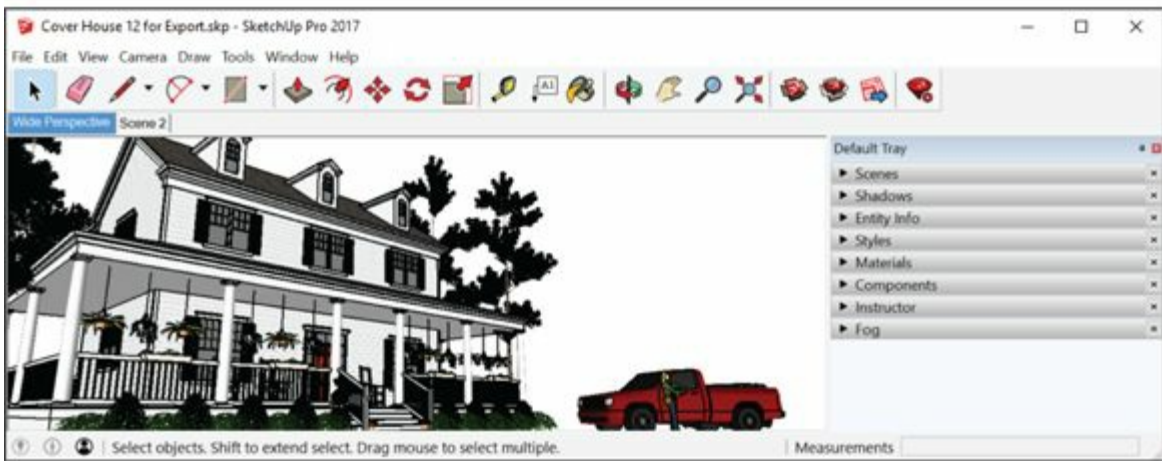 Cover House 12 for Export.skp - SketchUp Pro 2017
File Edit View Camera Draw Tools Window Help
A1
Wide Perspective Scene 2
Default Tray
Scenes
Shadows
Entity Info
Styles
Materials
Components
Instructor
Fog
Select objects. Shift to extend select. Drag mouse to select multiple.
Measurements